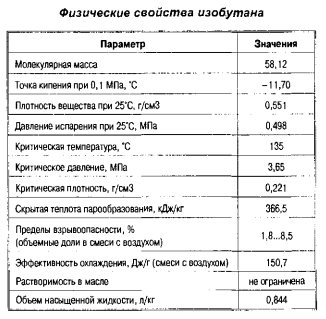 Физические свойства изобутана
Параметр Значения
Молекулярная масса 58,12
Точка кипения при 0,1 МПа, °С –11,70
Плотность вещества при 25°С, г/см3 0,551
Давление испарения при 25°С, МПа 0,498
Критическая температура, °С 135
Критическое давление, МПа 3,65
Критическая плотность, г/см3 0,221
Скрытая теплота парообразования, кДж/кг 366,5
Пределы взрывоопасности, %
(объемные доли в смеси с воздухом) 1,8...8,5
Эффективность охлаждения, Дж/г (смеси с воздухом) 150,7
Растворимость в масле не ограничена
Объем насыщенной жидкости, л/кг 0,844